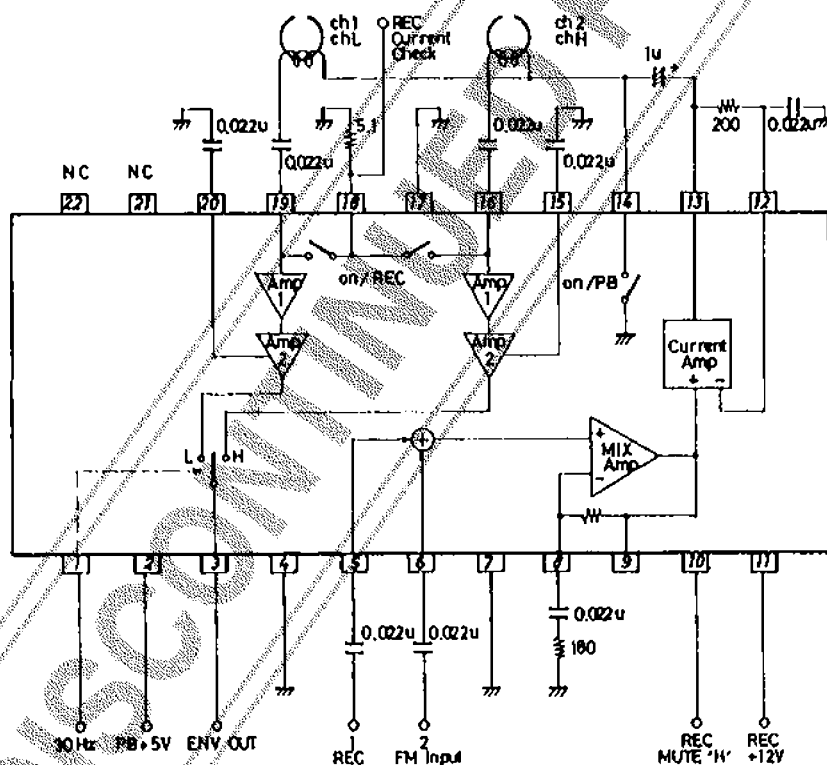 ch1
chL
REC
Current
Check
ch2
chH
1u
+
0.022u
0.022u
5.1
0.022u
0.022u
200
0.022u
NC
NC
22
21
20
19
18
17
16
15
14
13
12
on/REC
on/PB
Amp
1
Amp
1
Amp
2
Amp
2
Current
Amp
+
-
L
H
+
+
MIX
Amp
-
1
2
3
4
5
6
7
8
9
10
11
0.022u
0.022u
0.022u
180
30Hz
PB+5V
ENV OUT
1
REC
2
FM Input
REC
MUTE "H"
REC
+12V
DISCONTINUED